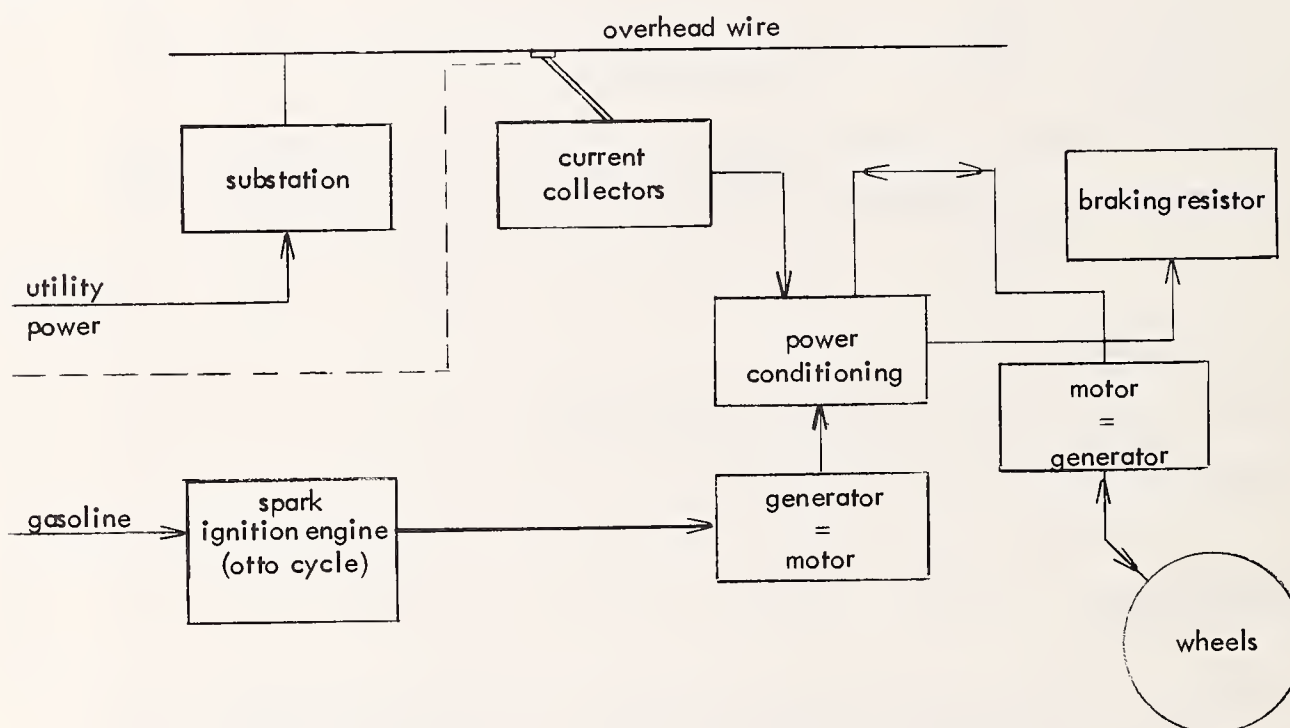 overhead wire
substation
current
collectors
braking resistor
utility
power
power
conditioning
motor
=
generator
gasoline
spark
ignition engine
(otto cycle)
generator
=
motor
wheels